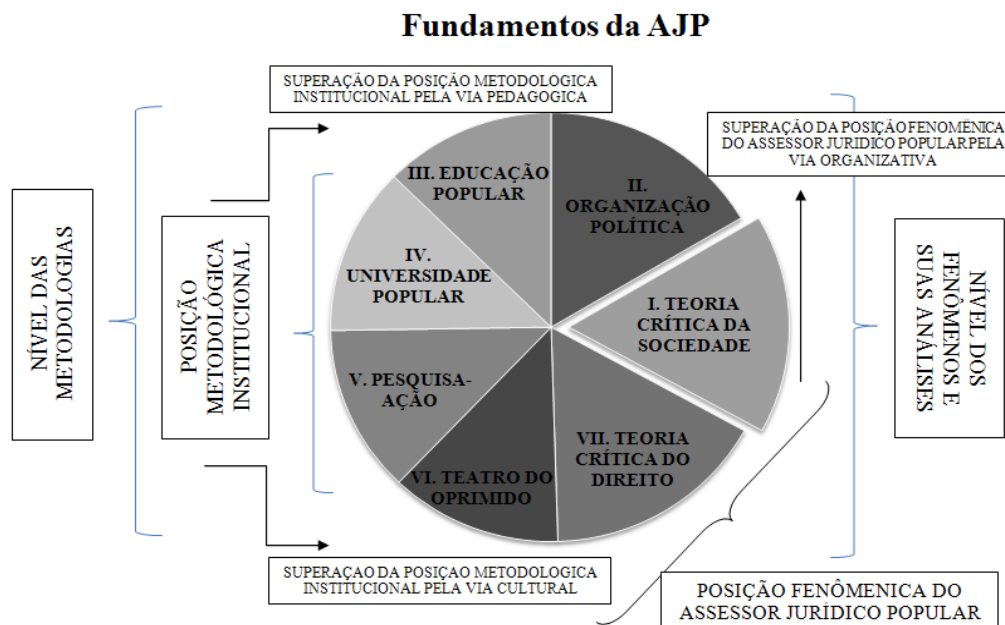 Fundamentos da AJP
SUPERAÇÃO DA POSIÇÃO METODOLOGICA
INSTITUCIONAL PELA VIA PEDAGOGICA
SUPERAÇÃO DA POSIÇÃO FENOMÊNICA
DO ASSESSOR JURIDICO POPULAR PELA
VIA ORGANIZATIVA
NÍVEL DAS
METODOLOGIAS
POSIÇÃO
METODOLÓGICA
INSTITUCIONAL
III. EDUCAÇÃO
POPULAR
II.
ORGANIZAÇÃO
POLÍTICA
IV.
UNIVERSIDADE
POPULAR
I. TEORIA
CRÍTICA DA
SOCIEDADE
V. PESQUISA-
AÇÃO
VII. TEORIA
CRÍTICA DO
DIREITO
VI. TEATRO DO
OPRIMIDO
NÍVEL DOS
FENÔMENOS E
SUAS ANÁLISES
SUPERAÇAO DA POSIÇAO METODOLOGICA
INSTITUCIONAL PELA VIA CULTURAL
POSIÇÃO FENÔMENICA DO
ASSESSOR JURÍDICO POPULAR